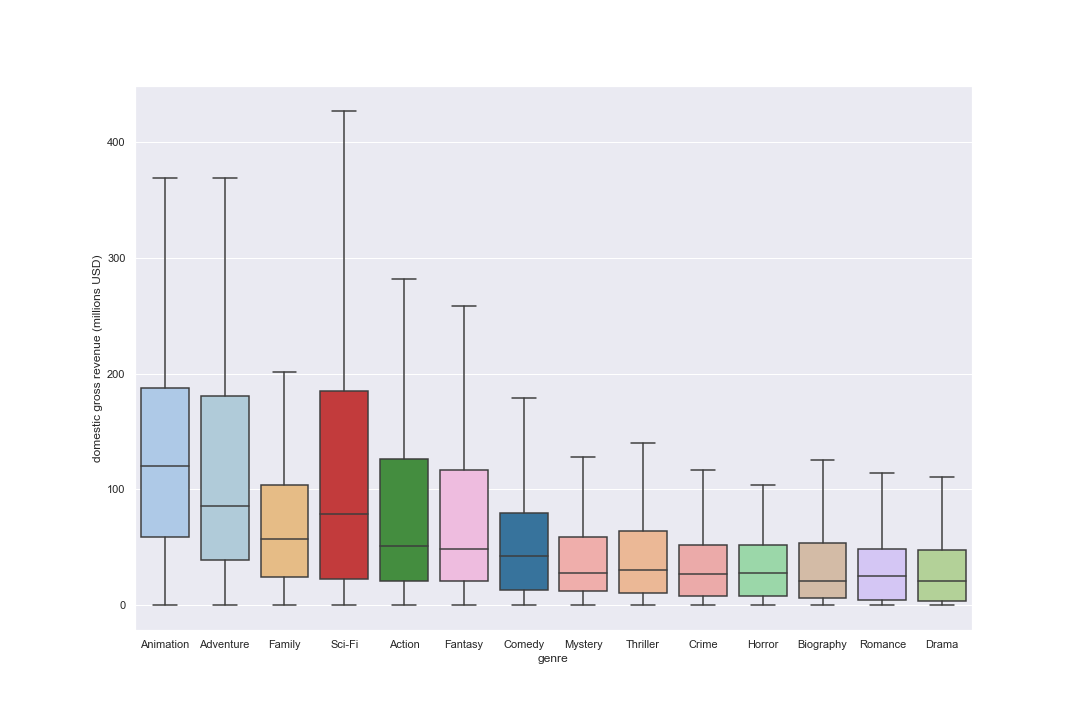 domestic gross revenue (millions USD)
400
300
200
100
0
Animation Adventure Family Sci-Fi Action Fantasy Comedy Mystery Thriller Crime Horror Biography Romance Drama
genre